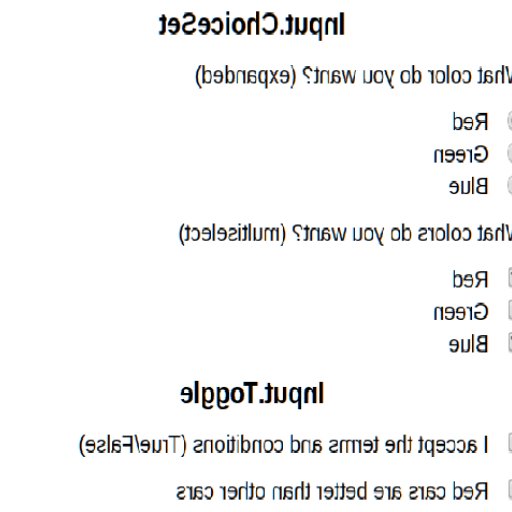 Input.ChoiceSet
What color do you want? (expanded)
Red
Green
Blue
What colors do you want? (multiselect)
Red
Green
Blue
Input.Toggle
I accept the terms and conditions (True/False)
Red cars are better than other cars